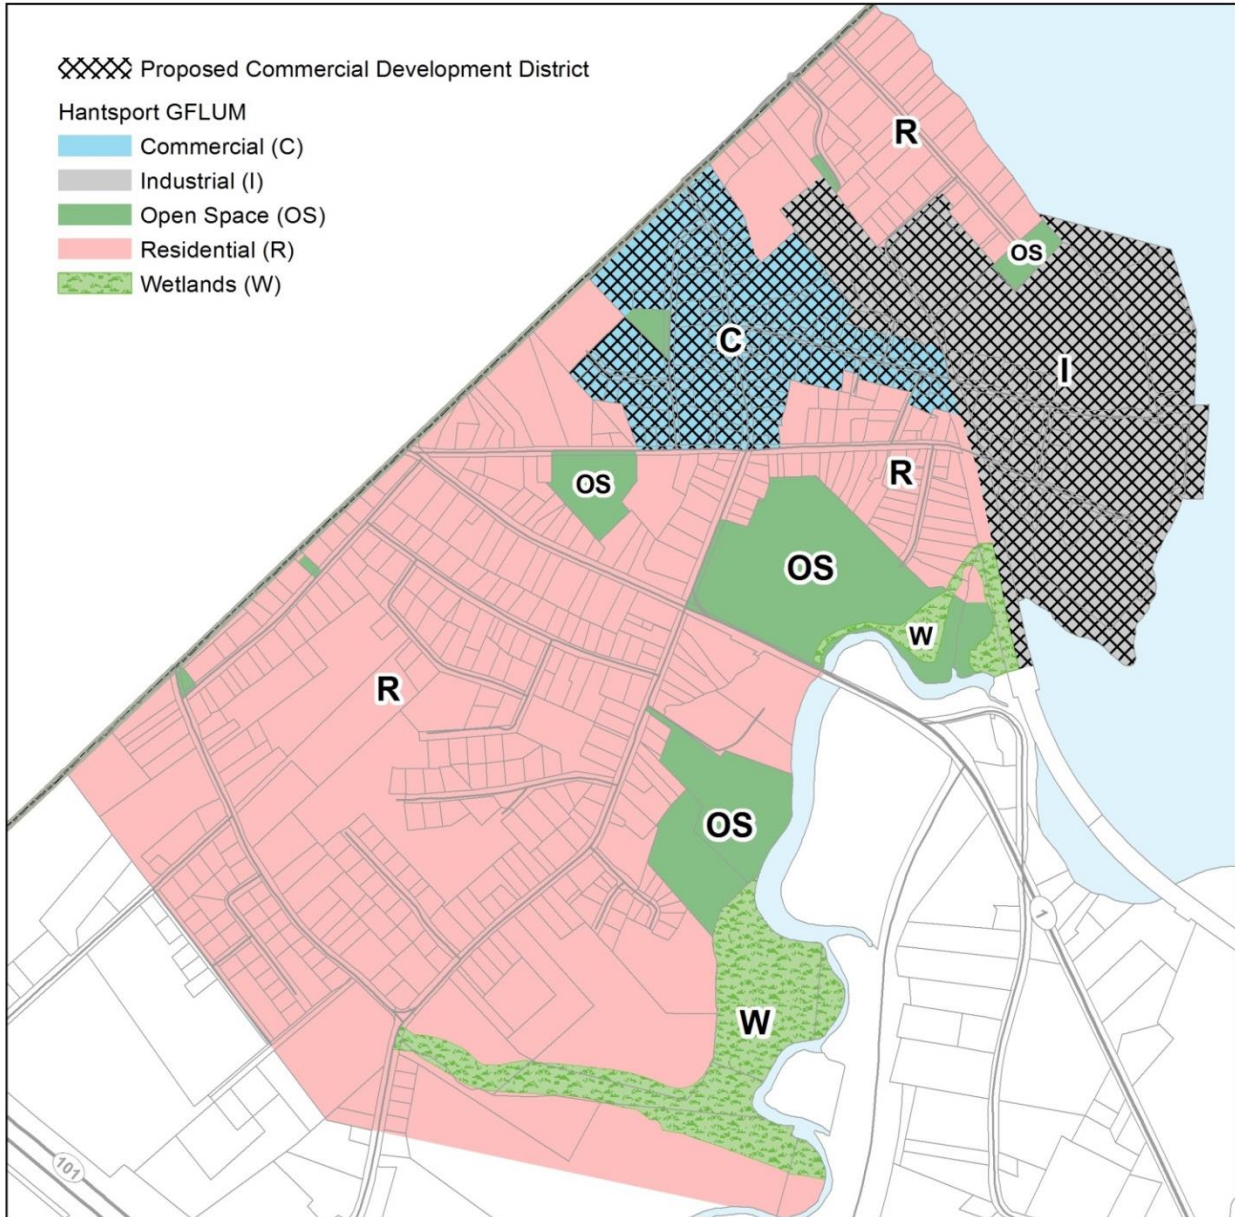 Proposed Commercial Development District
Hantsport GFLUM
Commercial (C)
Industrial (I)
Open Space (OS)
Residential (R)
Wetlands (W)
R
OS
C
I
R
OS
OS
W
R
OS
1
W
101